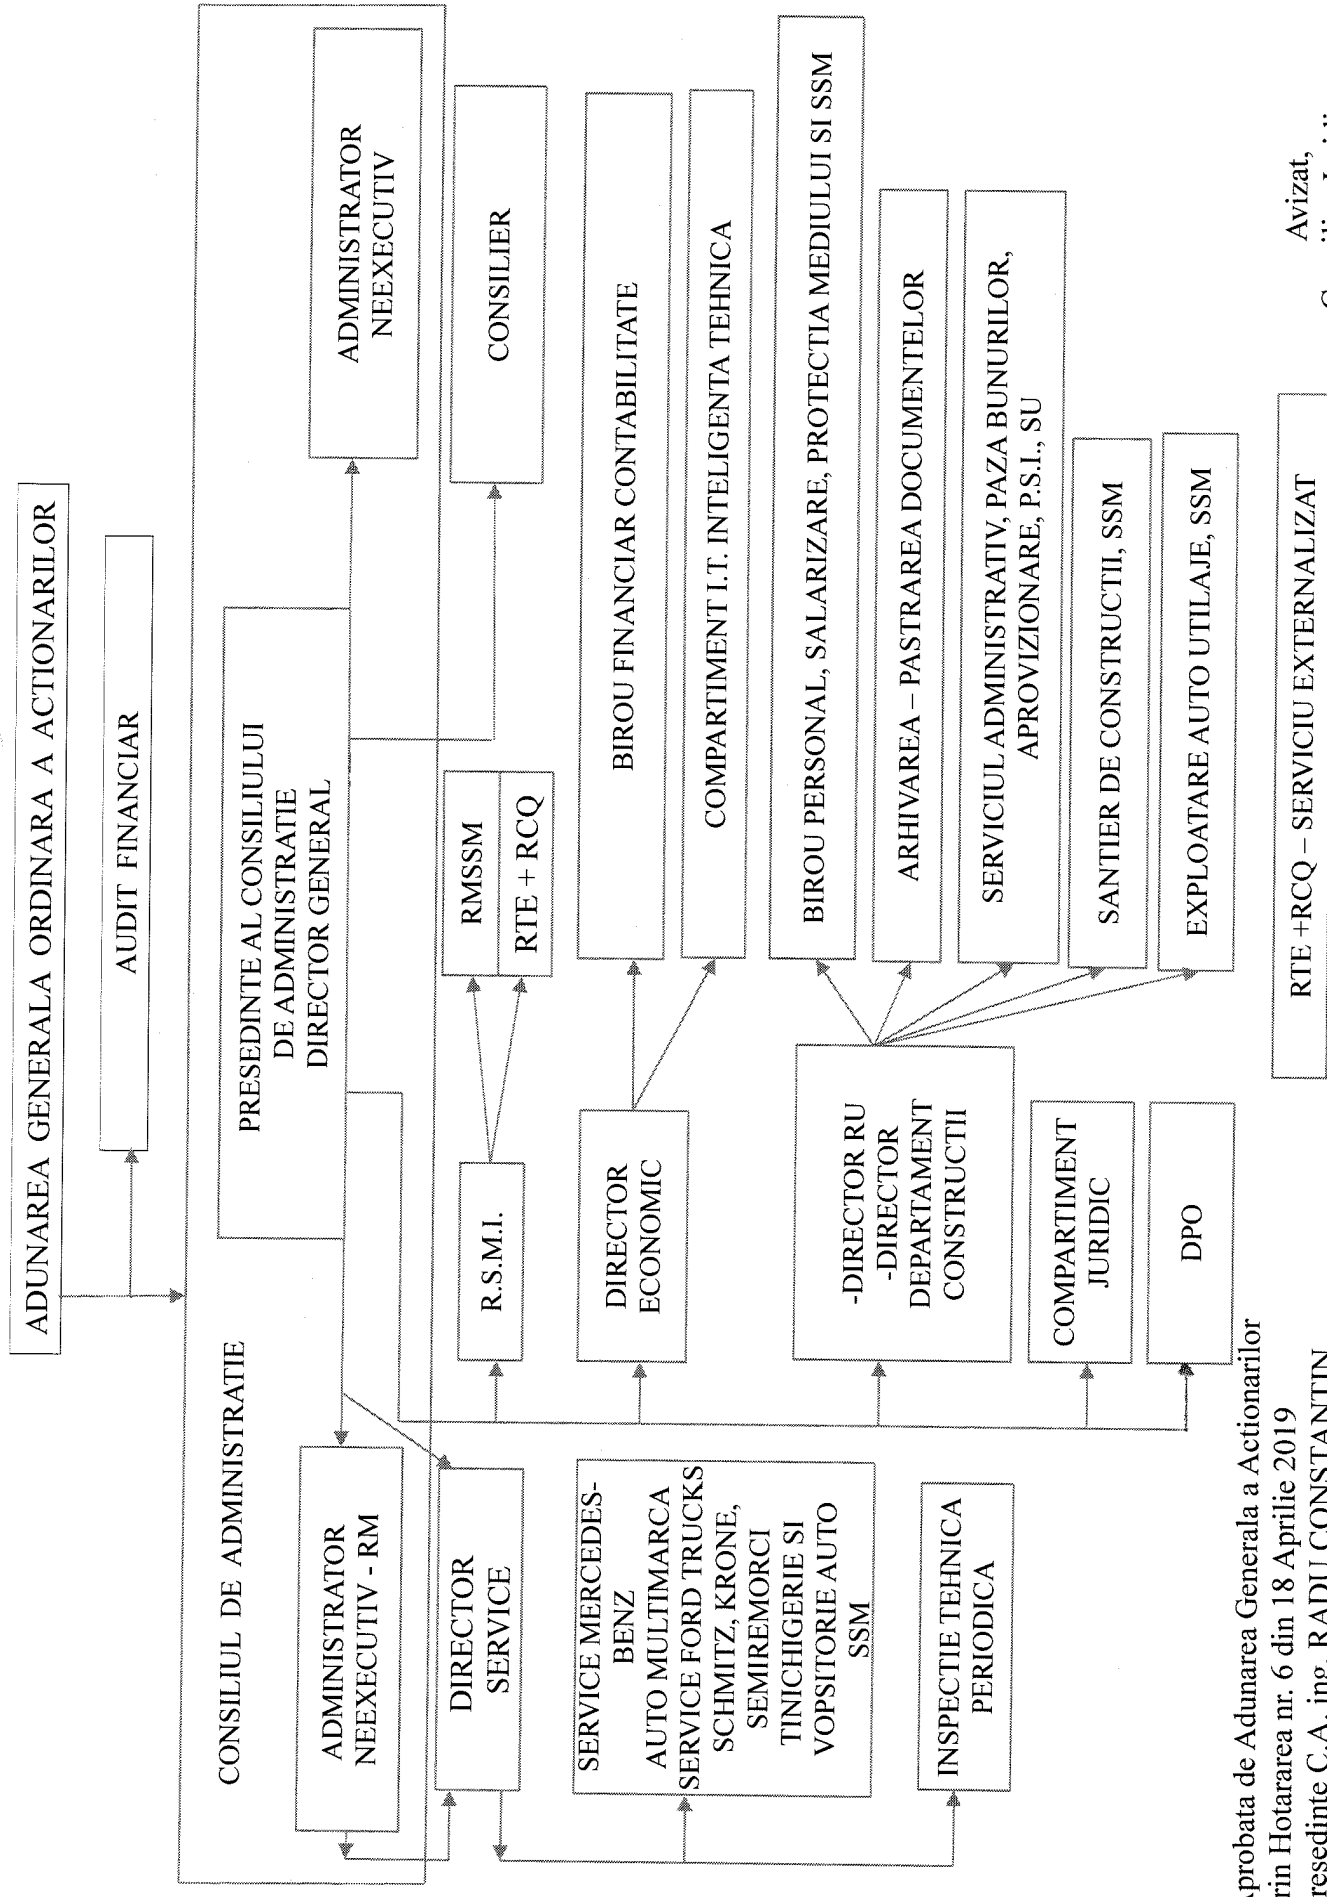 ADUNAREA GENERALA ORDINARA A ACTIONARILOR
AUDIT FINANCIAR
CONSILIUL DE ADMINISTRATIE
PRESEDINTE AL CONSILIULUI
DE ADMINISTRATIE
DIRECTOR GENERAL
ADMINISTRATOR
NEEXECUTIV - RM
ADMINISTRATOR
NEEXECUTIV
DIRECTOR
SERVICE
R.S.M.I.
RMSSM
RTE + RCQ
CONSILIER
SERVICE MERCEDES-
BENZ
AUTO MULTIMARCA
SERVICE FORD TRUCKS
SCHMITZ, KRONE,
SEMIREMORCI
TINICHIGERIE SI
VOPSITORIE AUTO
SSM
DIRECTOR
ECONOMIC
BIROU FINANCIAR CONTABILITATE
COMPARTIMENT I.T. INTELIGENTA TEHNICA
-DIRECTOR RU
-DIRECTOR
DEPARTAMENT
CONSTRUCTII
BIROU PERSONAL, SALARIZARE, PROTECTIA MEDIULUI SI SSM
ARHIVAREA – PASTRAREA DOCUMENTELOR
SERVICIUL ADMINISTRATIV, PAZA BUNURILOR,
APROVIZIONARE, P.S.I., SU
SANTIER DE CONSTRUCTII, SSM
EXPLOATARE AUTO UTILAJE, SSM
INSPECTIE TEHNICA
PERIODICA
COMPARTIMENT
JURIDIC
DPO
RTE +RCQ – SERVICIU EXTERNALIZAT
Aprobata de Adunarea Generala a Actionarilor
rin Hotararea nr. 6 din 18 Aprilie 2019
resedinte C.A. ing. RADU CONSTANTIN
Avizat,